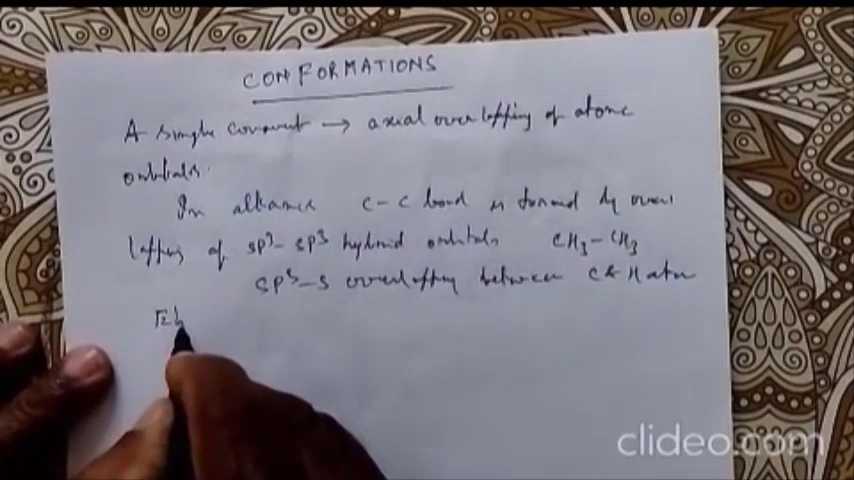 CONFORMATIONS
A single covalent → axial overlapping of atomic
orbitals.
In alkanes C-C bond is formed by over
lapping of sp³-sp³ hybrid orbitals CH₃-CH₃
sp³-s overlapping between C & H atom
Eh
clideo.com